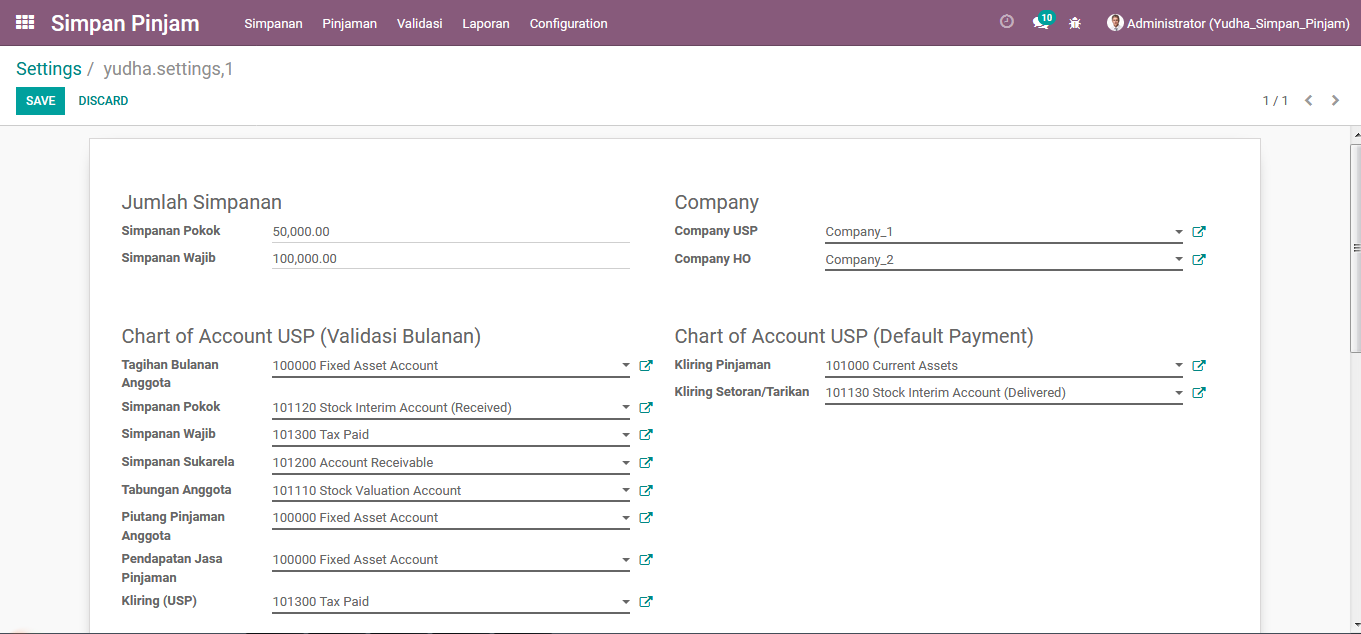 Simpan Pinjam Simpanan Pinjaman Validasi Laporan Configuration 10 Administrator (Yudha_Simpan_Pinjam)
Settings / yudha.settings,1
SAVE DISCARD 1 / 1
Jumlah Simpanan
Simpanan Pokok 50,000.00
Simpanan Wajib 100,000.00
Company
Company USP Company_1
Company HO Company_2
Chart of Account USP (Validasi Bulanan)
Tagihan Bulanan 100000 Fixed Asset Account
Anggota
Simpanan Pokok 101120 Stock Interim Account (Received)
Simpanan Wajib 101300 Tax Paid
Simpanan Sukarela 101200 Account Receivable
Tabungan Anggota 101110 Stock Valuation Account
Piutang Pinjaman 100000 Fixed Asset Account
Anggota
Pendapatan Jasa 100000 Fixed Asset Account
Pinjaman
Kliring (USP) 101300 Tax Paid
Chart of Account USP (Default Payment)
Kliring Pinjaman 101000 Current Assets
Kliring Setoran/Tarikan 101130 Stock Interim Account (Delivered)